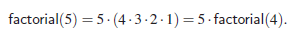 factorial(5) = 5 · (4 · 3 · 2 · 1) = 5 · factorial(4).